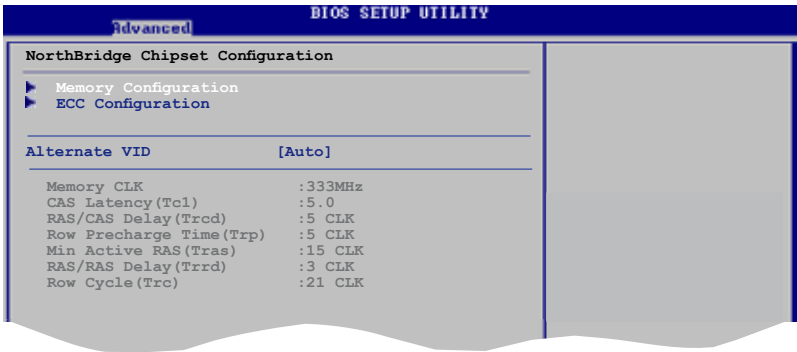 BIOS SETUP UTILITY
Advanced
NorthBridge Chipset Configuration
Memory Configuration
ECC Configuration
Alternate VID [Auto]
Memory CLK :333MHz
CAS Latency(Tcl) :5.0
RAS/CAS Delay(Trcd) :5 CLK
Row Precharge Time(Trp) :5 CLK
Min Active RAS(Tras) :15 CLK
RAS/RAS Delay(Trrd) :3 CLK
Row Cycle(Trc) :21 CLK